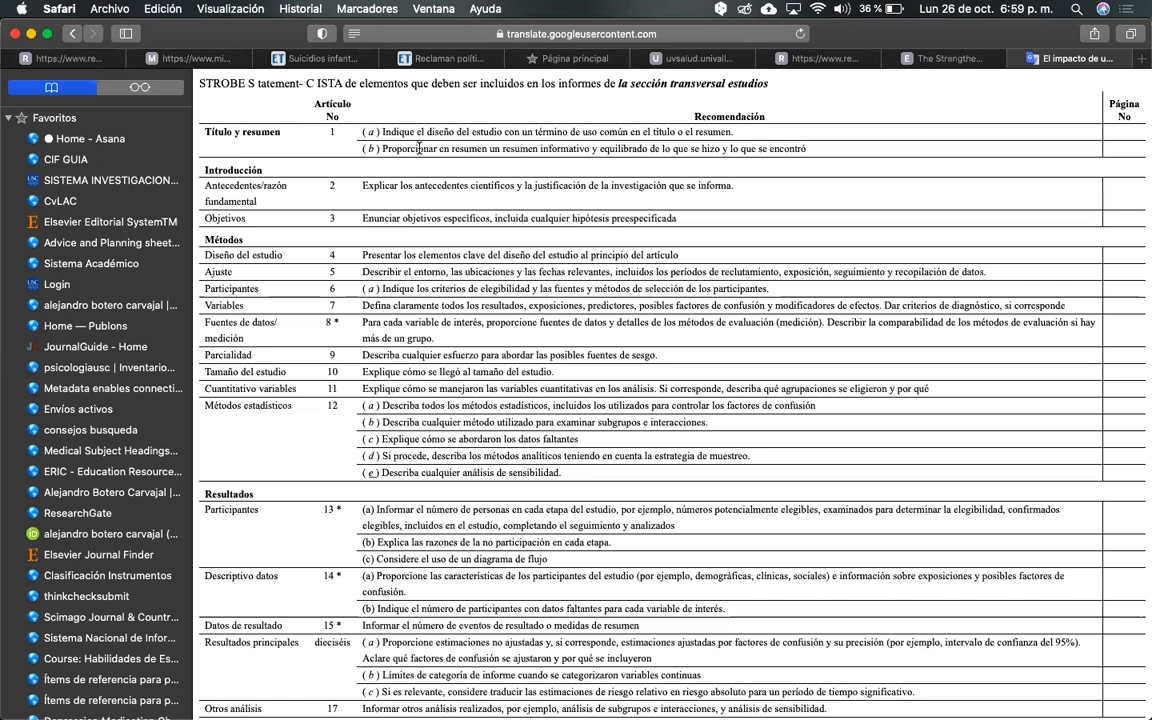 Safari Archivo Edición Visualización Historial Marcadores Ventana Ayuda 36 % Lun 26 de oct. 6:59 p. m.
translate.googleusercontent.com
https://www.re... https://www.mi... Suicidios infant... Reclaman políti... Página principal uvsalud.univall... https://www.re... The Strengthe... El impacto de u...
Favoritos
Home - Asana
CIF GUIA
SISTEMA INVESTIGACION...
CvLAC
Elsevier Editorial SystemTM
Advice and Planning sheet...
Sistema Académico
Login
alejandro botero carvajal |...
Home — Publons
JournalGuide - Home
psicologiausc | Inventario...
Metadata enables connecti...
Envíos activos
consejos busqueda
Medical Subject Headings...
ERIC - Education Resource...
Alejandro Botero Carvajal |...
ResearchGate
alejandro botero carvajal (...
Elsevier Journal Finder
Clasificación Instrumentos
thinkchecksubmit
Scimago Journal & Countr...
Sistema Nacional de Infor...
Course: Habilidades de Es...
Ítems de referencia para p...
Ítems de referencia para p...
STROBE S tatement- C ISTA de elementos que deben ser incluidos en los informes de la sección transversal estudios
Artículo No Recomendación Página No
Título y resumen 1 ( a ) Indique el diseño del estudio con un término de uso común en el título o el resumen.
( b ) Proporcionar en resumen un resumen informativo y equilibrado de lo que se hizo y lo que se encontró
Introducción
Antecedentes/razón fundamental 2 Explicar los antecedentes científicos y la justificación de la investigación que se informa.
Objetivos 3 Enunciar objetivos específicos, incluida cualquier hipótesis preespecificada
Métodos
Diseño del estudio 4 Presentar los elementos clave del diseño del estudio al principio del artículo
Ajuste 5 Describir el entorno, las ubicaciones y las fechas relevantes, incluidos los períodos de reclutamiento, exposición, seguimiento y recopilación de datos.
Participantes 6 ( a ) Indique los criterios de elegibilidad y las fuentes y métodos de selección de los participantes.
Variables 7 Defina claramente todos los resultados, exposiciones, predictores, posibles factores de confusión y modificadores de efectos. Dar criterios de diagnóstico, si corresponde
Fuentes de datos/ medición 8 * Para cada variable de interés, proporcione fuentes de datos y detalles de los métodos de evaluación (medición). Describir la comparabilidad de los métodos de evaluación si hay
más de un grupo.
Parcialidad 9 Describa cualquier esfuerzo para abordar las posibles fuentes de sesgo.
Tamaño del estudio 10 Explique cómo se llegó al tamaño del estudio.
Cuantitativo variables 11 Explique cómo se manejaron las variables cuantitativas en los análisis. Si corresponde, describa qué agrupaciones se eligieron y por qué
Métodos estadísticos 12 ( a ) Describa todos los métodos estadísticos, incluidos los utilizados para controlar los factores de confusión
( b ) Describa cualquier método utilizado para examinar subgrupos e interacciones.
( c ) Explique cómo se abordaron los datos faltantes
( d ) Si procede, describa los métodos analíticos teniendo en cuenta la estrategia de muestreo.
( e ) Describa cualquier análisis de sensibilidad.
Resultados
Participantes 13 * (a) Informar el número de personas en cada etapa del estudio, por ejemplo, números potencialmente elegibles, examinados para determinar la elegibilidad, confirmados
elegibles, incluidos en el estudio, completando el seguimiento y analizados
(b) Explica las razones de la no participación en cada etapa.
(c) Considere el uso de un diagrama de flujo
Descriptivo datos 14 * (a) Proporcione las características de los participantes del estudio (por ejemplo, demográficas, clínicas, sociales) e información sobre exposiciones y posibles factores de
confusión.
(b) Indique el número de participantes con datos faltantes para cada variable de interés.
Datos de resultado 15 * Informar el número de eventos de resultado o medidas de resumen
Resultados principales dieciséis ( a ) Proporcione estimaciones no ajustadas y, si corresponde, estimaciones ajustadas por factores de confusión y su precisión (por ejemplo, intervalo de confianza del 95%).
Aclare qué factores de confusión se ajustaron y por qué se incluyeron
( b ) Límites de categoría de informe cuando se categorizaron variables continuas
( c ) Si es relevante, considere traducir las estimaciones de riesgo relativo en riesgo absoluto para un período de tiempo significativo.
Otros análisis 17 Informar otros análisis realizados, por ejemplo, análisis de subgrupos e interacciones, y análisis de sensibilidad.